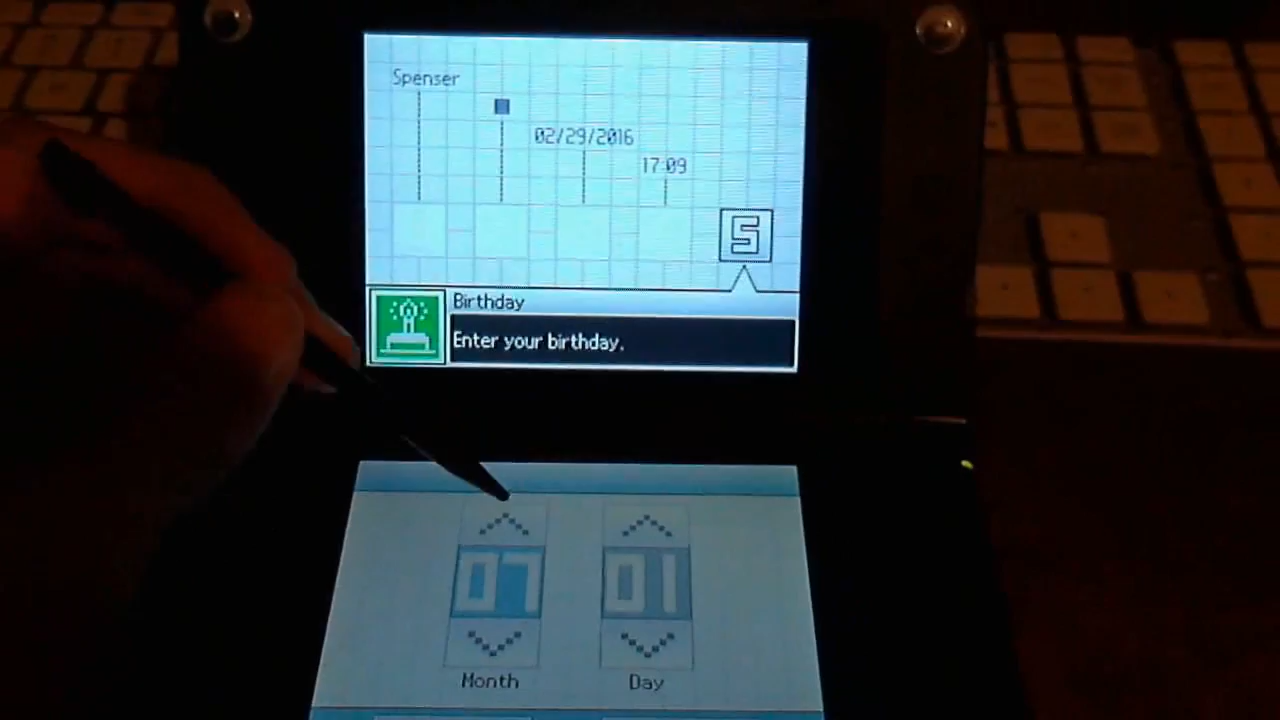 Spenser
02/29/2016
17:09
5
Birthday
Enter your birthday.
07 01
Month Day